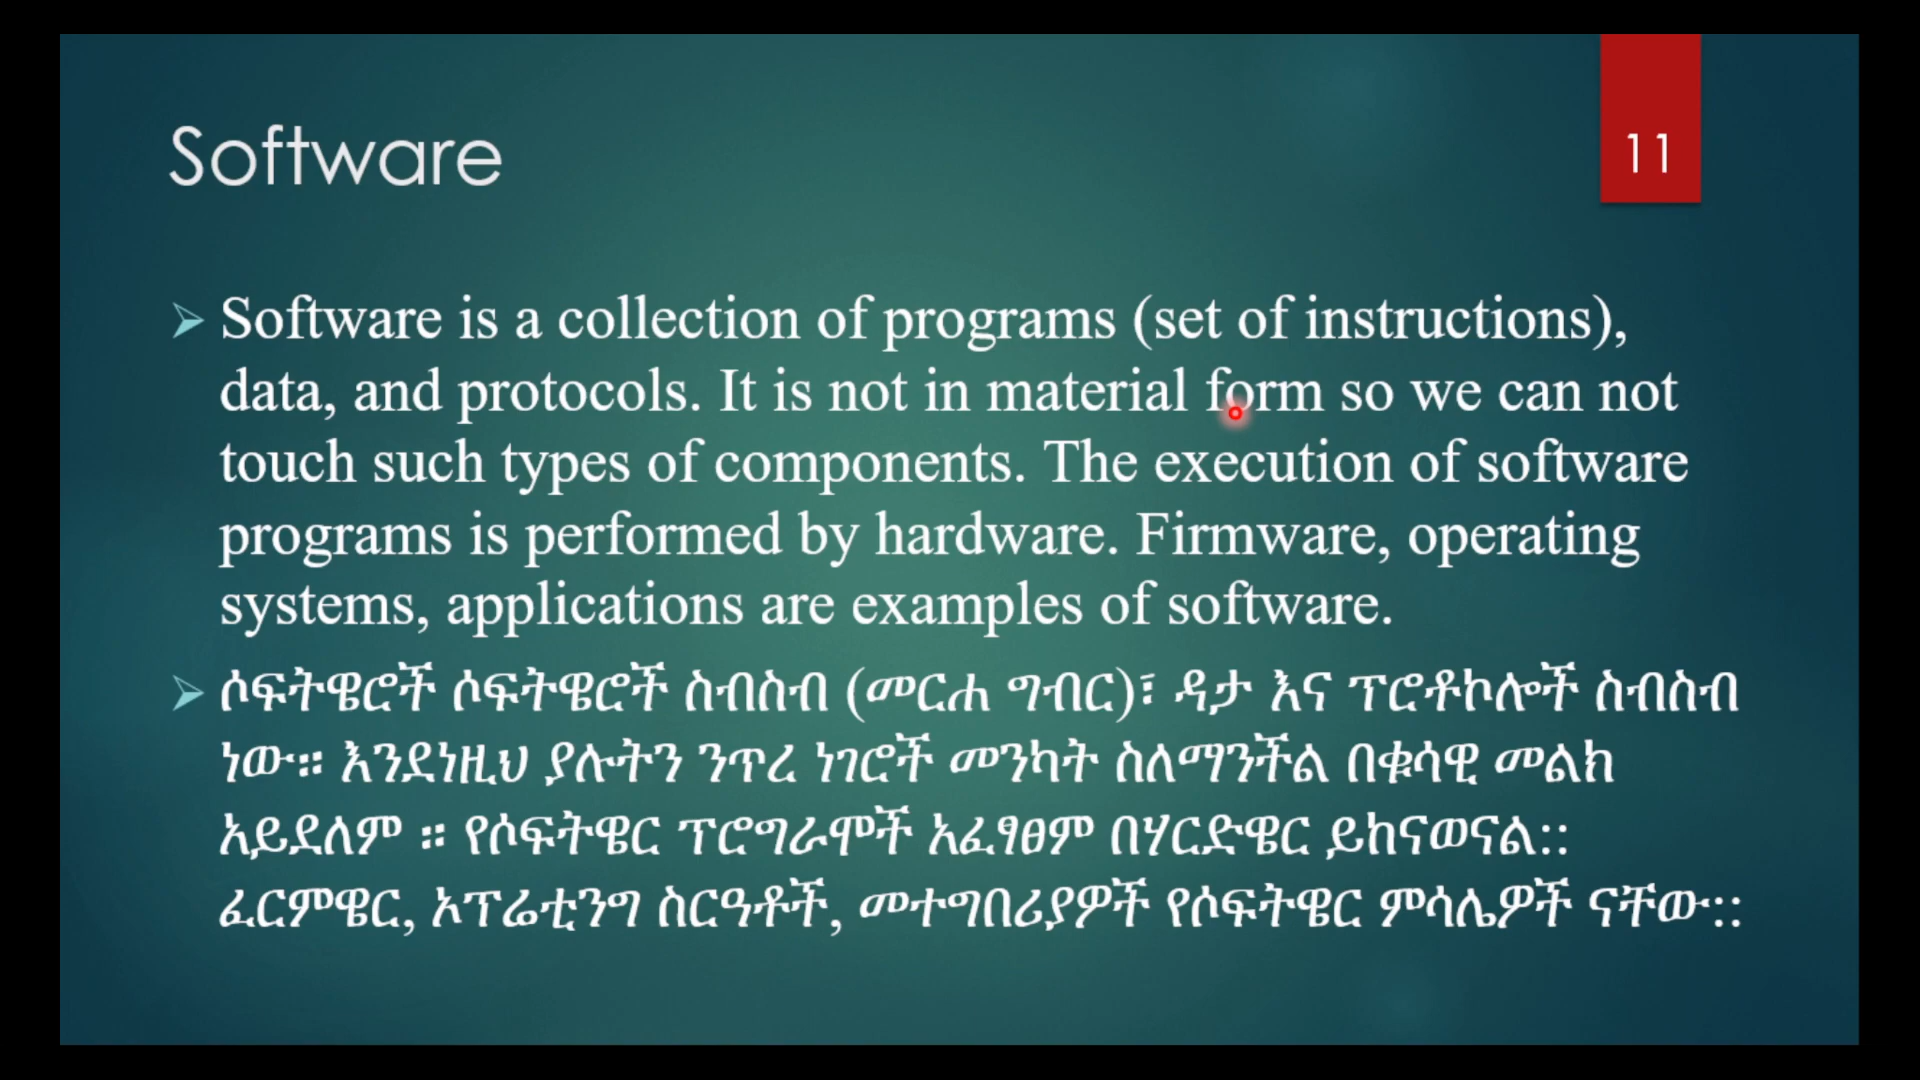 Software
11
Software is a collection of programs (set of instructions),
data, and protocols. It is not in material form so we can not
touch such types of components. The execution of software
programs is performed by hardware. Firmware, operating
systems, applications are examples of software.
ሶፍትዌሮች ሶፍትዌሮች ስብስብ (መርሐ ግብር)፣ ዳታ እና ፕሮቶኮሎች ስብስብ
ነው። እንደነዚህ ያሉትን ንጥረ ነገሮች መንካት ስለማንችል በቁሳዊ መልክ
አይደለም ። የሶፍትዌር ፕሮግራሞች አፈፃፀም በሃርድዌር ይከናወናል::
ፈርምዌር, ኦፕሬቲንግ ስርዓቶች, መተግበሪያዎች የሶፍትዌር ምሳሌዎች ናቸው::